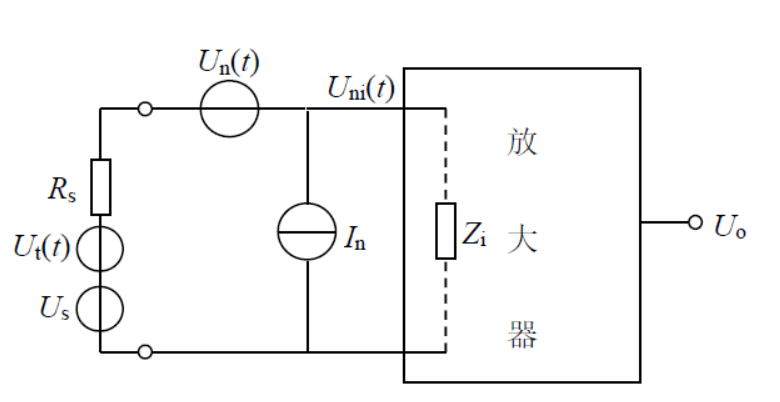 Un(t)
Uni(t)
放
Rs
Ut(t)
In
Zi
大
Uo
Us
器